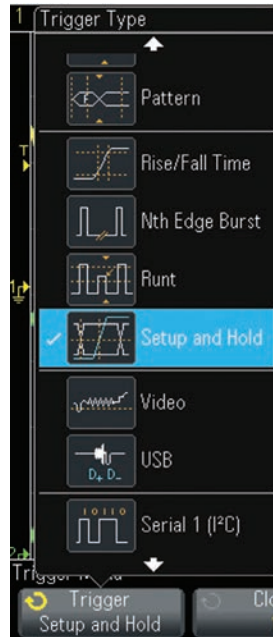 1
Trigger Type
Pattern
T
Rise/Fall Time
Nth Edge Burst
Runt
Setup and Hold
Video
D+ D-
USB
10110
Serial 1 (I²C)
Trigger
Setup and Hold